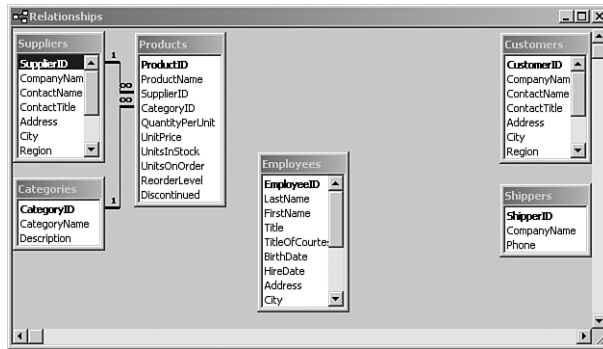 Relationships
Suppliers
SupplierID
CompanyNam
ContactName
ContactTitle
Address
City
Region
1
∞
∞
Products
ProductID
ProductName
SupplierID
CategoryID
QuantityPerUnit
UnitPrice
UnitsInStock
UnitsOnOrder
ReorderLevel
Discontinued
Categories
CategoryID
CategoryName
Description
1
Employees
EmployeeID
LastName
FirstName
Title
TitleOfCourtes
BirthDate
HireDate
Address
City
Customers
CustomerID
CompanyNam
ContactName
ContactTitle
Address
City
Region
Shippers
ShipperID
CompanyName
Phone